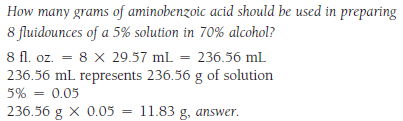 How many grams of aminobenzoic acid should be used in preparing
8 fluidounces of a 5% solution in 70% alcohol?
8 fl. oz. = 8 × 29.57 mL = 236.56 mL
236.56 mL represents 236.56 g of solution
5% = 0.05
236.56 g × 0.05 = 11.83 g, answer.